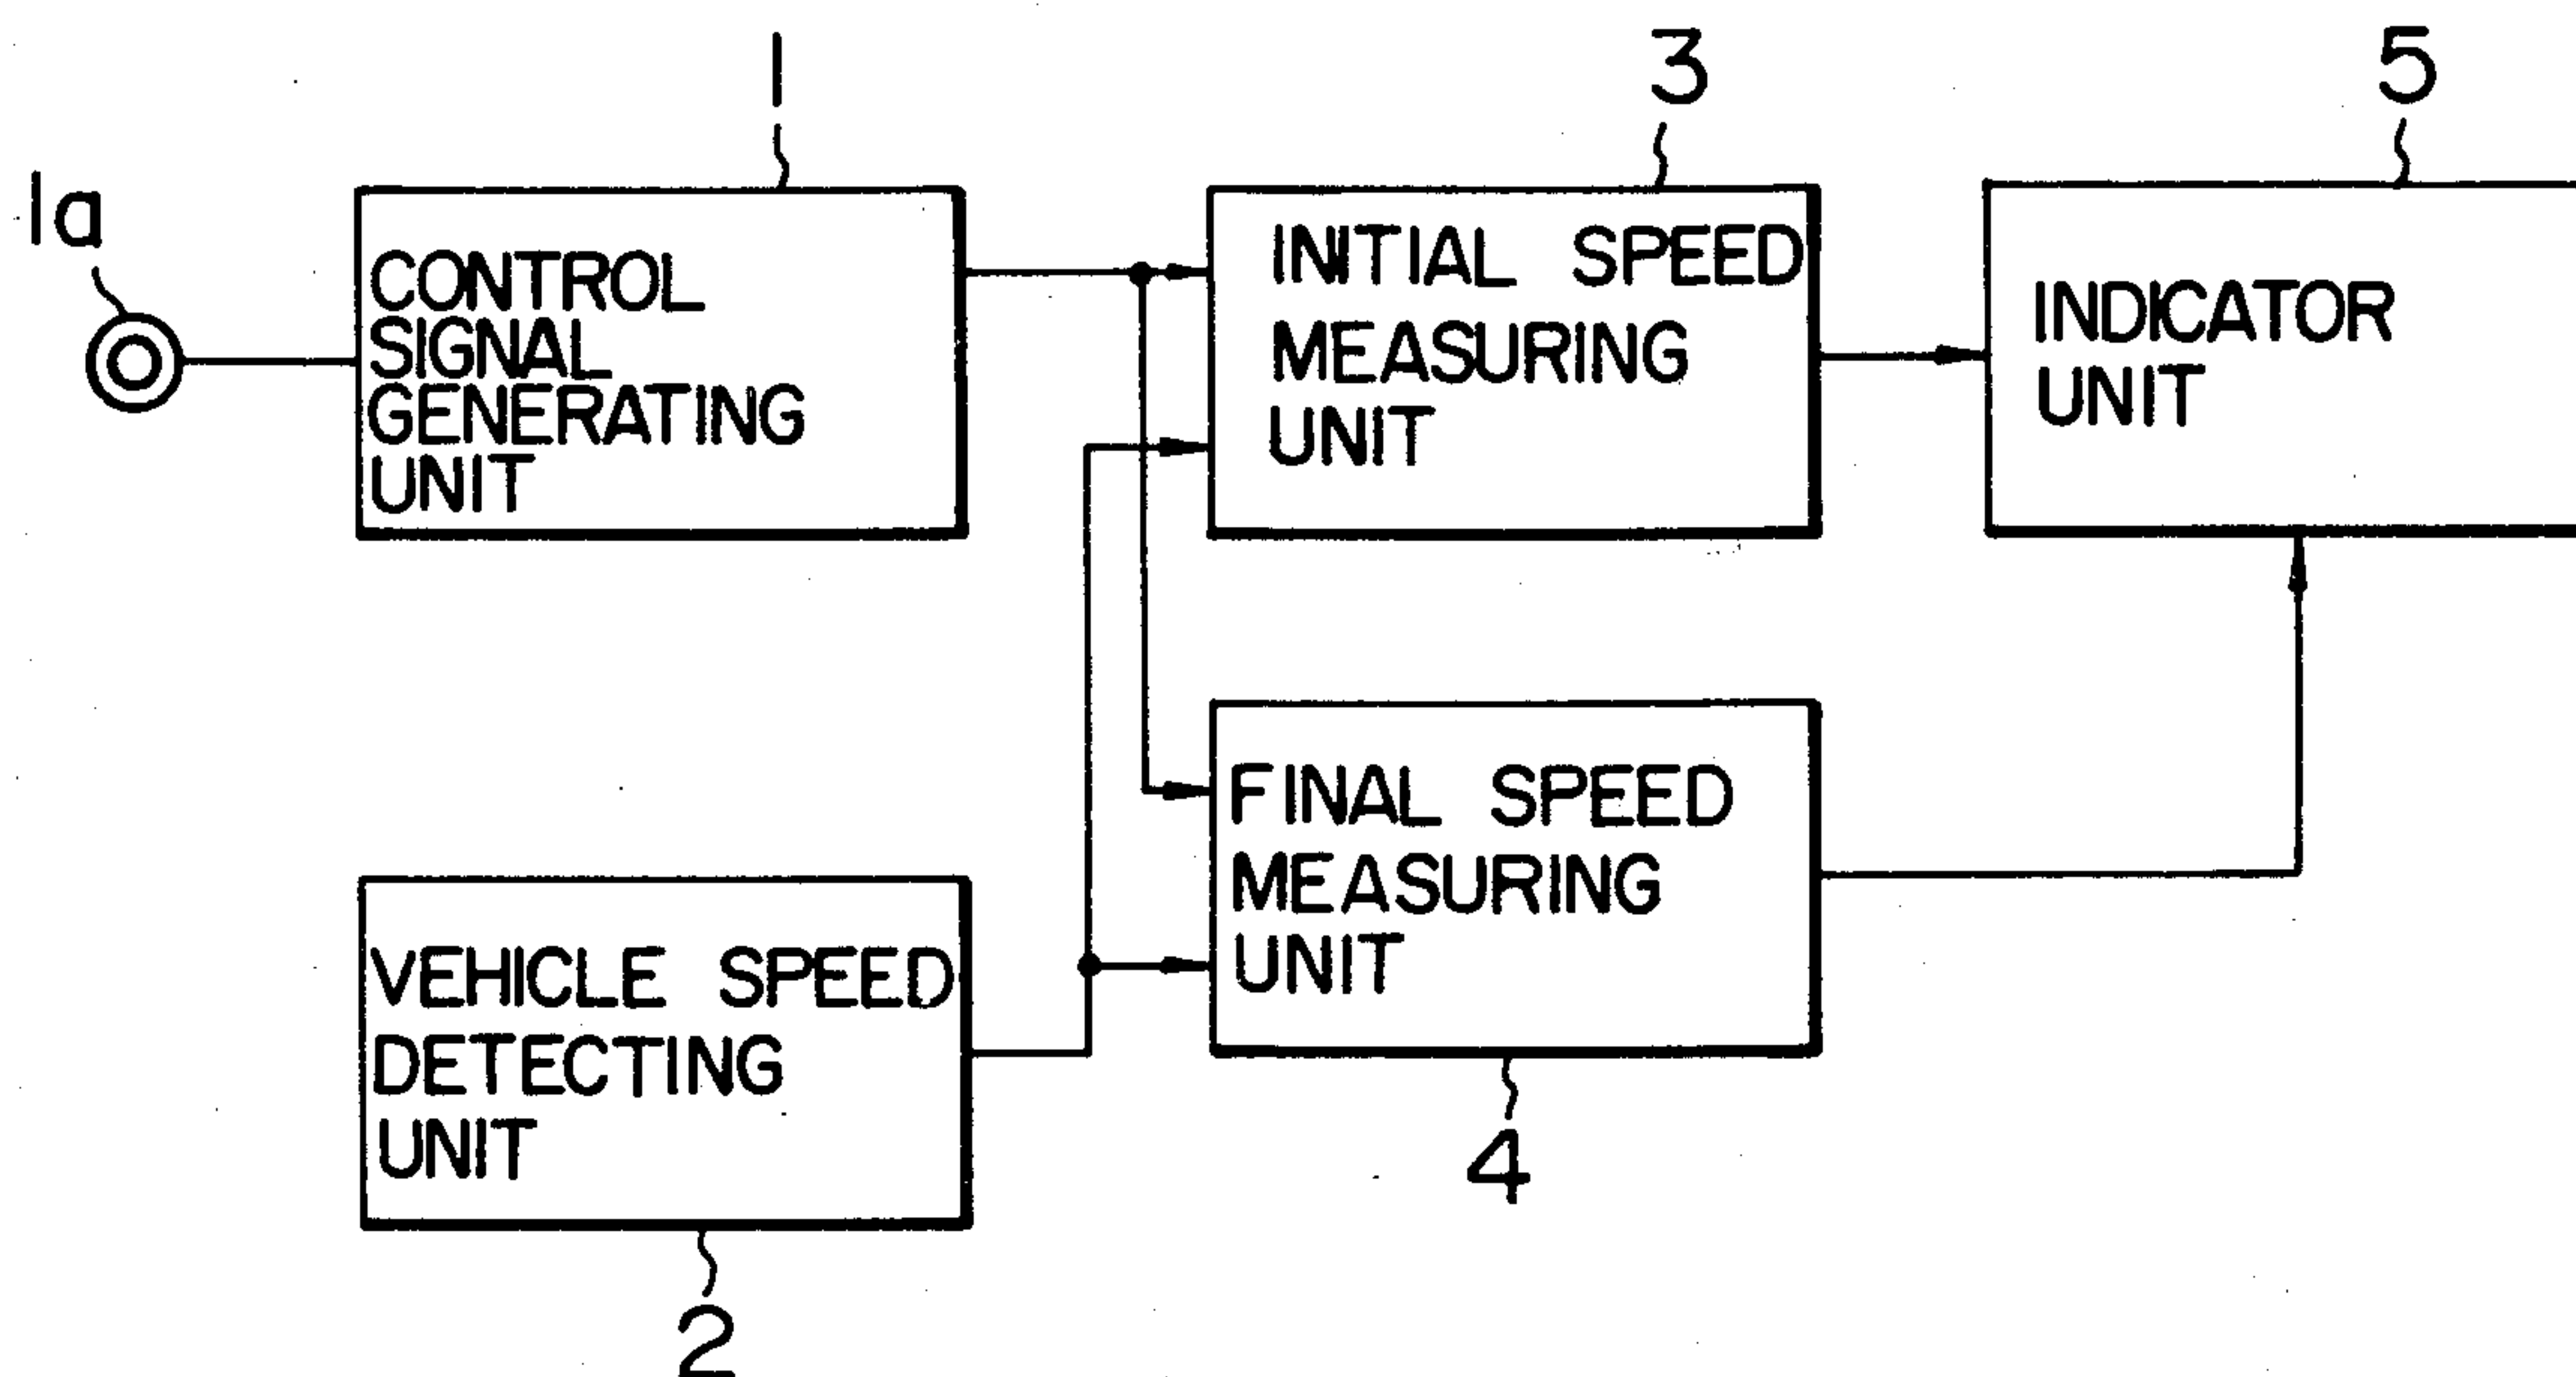 1
3
5
1a
CONTROL
SIGNAL
GENERATING
UNIT
INITIAL SPEED
MEASURING
UNIT
INDICATOR
UNIT
VEHICLE SPEED
DETECTING
UNIT
FINAL SPEED
MEASURING
UNIT
4
2